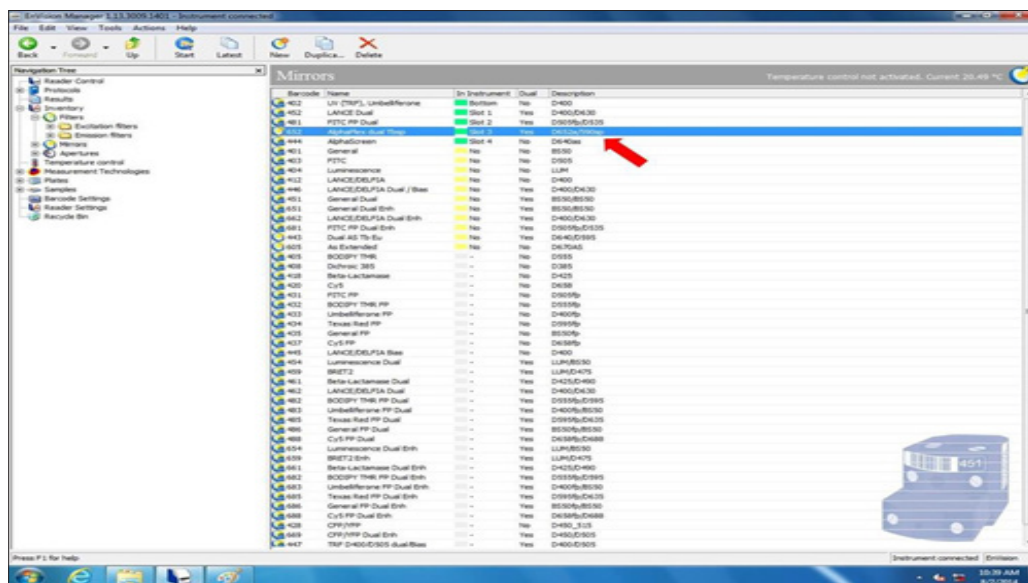 EnVision Manager 1.13.3009.1401 - Instrument connected
File Edit View Tools Actions Help
Back Forward Up Start Latest New Duplica... Delete
Navigation Tree
Reader Control
Protocols
Results
Inventory
Filters
Excitation filters
Emission filters
Mirrors
Apertures
Temperature control
Measurement Technologies
Plates
Samples
Barcode Settings
Reader Settings
Recycle Bin
Mirrors Temperature control not activated. Current 20.49 °C
Barcode Name In Instrument Dual Description
402 UV (TRF), Umbelliferone Bottom No D400
452 LANCE Dual Slot 1 Yes D400/D630
481 FITC FP Dual Slot 2 Yes D505fp/D535
AlphaPlex dual Tbep Slot 3 Yes
444 AlphaScreen Slot 4 No D640as
401 General No No BS50
403 FITC No No D505
404 Luminescence No No LUM
412 LANCE/DELFIA No No D400
446 LANCE/DELFIA Dual / Bias No Yes D400/D630
451 General Dual No Yes BS50/BS50
651 General Dual Enh No Yes BS50/BS50
662 LANCE/DELFIA Dual Enh No Yes D400/D630
681 FITC FP Dual Enh No Yes D505fp/D535
443 Dual AS Tb-Eu No Yes
605 As Extended No No D670AS
405 BODIPY TMR - No D555
408 Dichroic 385 - No D385
418 Beta-Lactamase - No D425
420 Cy5 - No D658
431 FITC FP - No D505fp
432 BODIPY TMR FP - No D555fp
433 Umbelliferone FP - No D400fp
434 Texas Red FP - No D595fp
435 General FP - No BS50fp
437 Cy5 FP - No D658fp
445 LANCE/DELFIA Bias - No D400
454 Luminescence Dual - Yes LUM/BS50
459 BRET2 - Yes LUM/D475
461 Beta-Lactamase Dual - Yes D425/D490
462 LANCE/DELFIA Dual - Yes D400/D630
482 BODIPY TMR FP Dual - Yes D555fp/D595
483 Umbelliferone FP Dual - Yes D400fp/BS50
485 Texas Red FP Dual - Yes D595fp/D635
486 General FP Dual - Yes BS50fp/BS50
488 Cy5 FP Dual - Yes D658fp/D688
654 Luminescence Dual Enh - Yes LUM/BS50
659 BRET2 Enh - Yes LUM/D475
661 Beta-Lactamase Dual Enh - Yes D425/D490
682 BODIPY TMR FP Dual Enh - Yes D555fp/D595
683 Umbelliferone FP Dual Enh - Yes D400fp/BS50
685 Texas Red FP Dual Enh - Yes D595fp/D635
686 General FP Dual Enh - Yes BS50fp/BS50
688 Cy5 FP Dual Enh - Yes D658fp/D688
428 CFP/YFP - No D450_515
669 CFP/YFP Dual Enh - Yes D450/D505
447 TRF D400/D505 dual/Bias - Yes D400/D505
451
Press F1 for help Instrument connected EnVision
10:39 AM